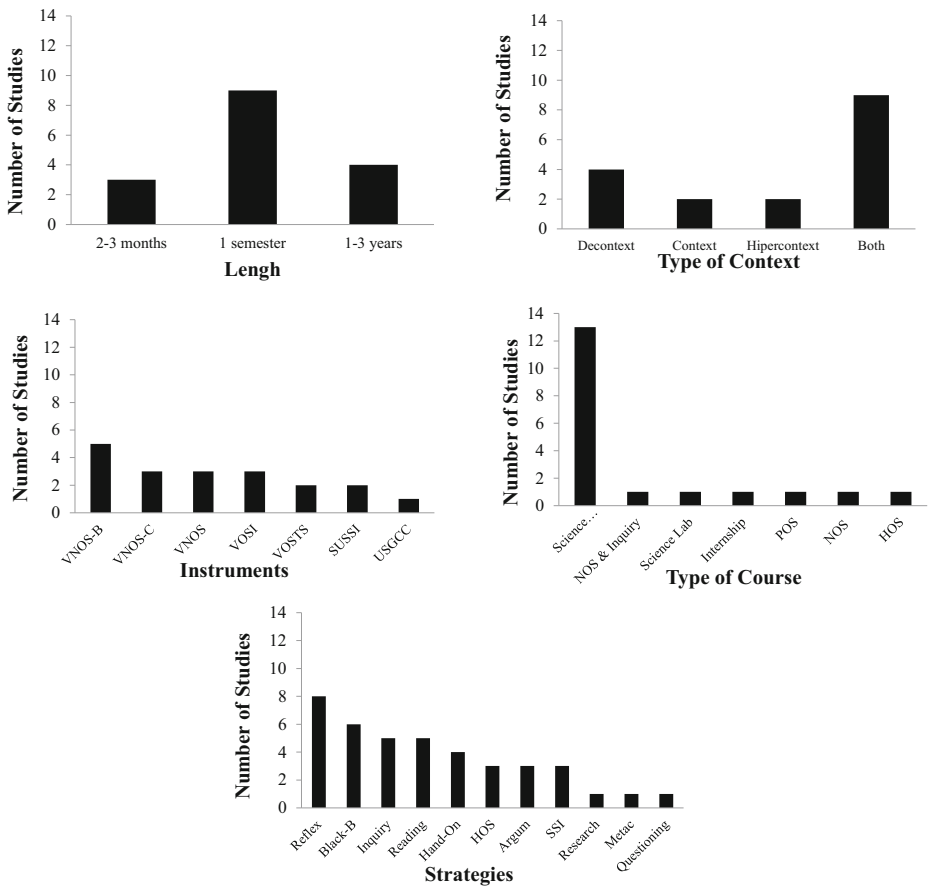 Number of Studies
14
12
10
8
6
4
2
0
2-3 months 1 semester 1-3 years
Lengh
Number of Studies
14
12
10
8
6
4
2
0
Decontext Context Hipercontext Both
Type of Context
Number of Studies
14
12
10
8
6
4
2
0
VNOS-B VNOS-C VNOS VOSI VOSTS SUSSI USGCC
Instruments
Number of Studies
14
12
10
8
6
4
2
0
Science... NOS & Inquiry Science Lab Internship POS NOS HOS
Type of Course
Number of Studies
14
12
10
8
6
4
2
0
Reflex Black-B Inquiry Reading Hand-On HOS Argum SSI Research Metac Questioning
Strategies